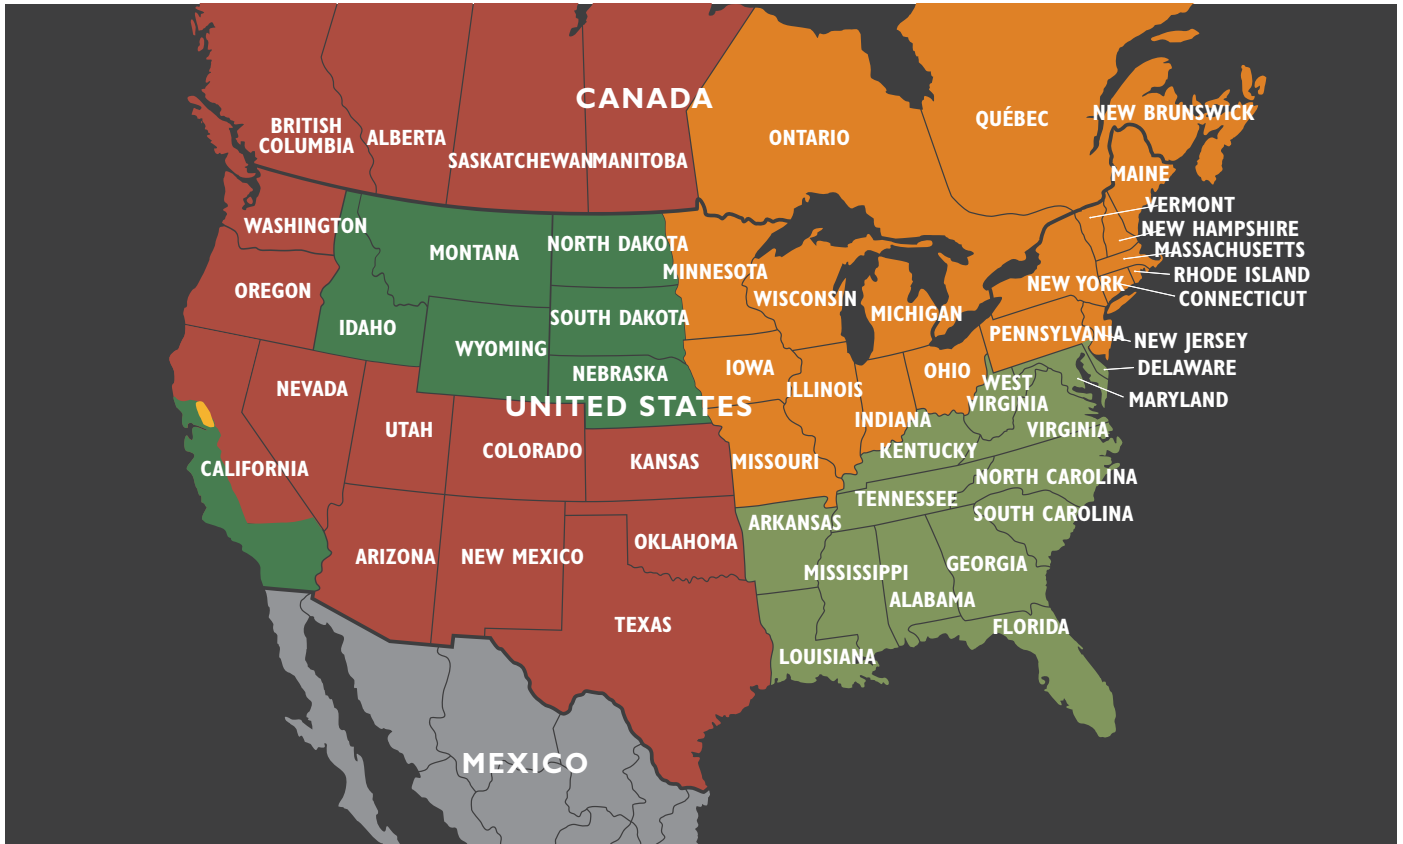 CANADA
BRITISH
COLUMBIA
ALBERTA
SASKATCHEWAN
MANITOBA
ONTARIO
QUÉBEC
NEW BRUNSWICK
MAINE
VERMONT
NEW HAMPSHIRE
MASSACHUSETTS
RHODE ISLAND
CONNECTICUT
NEW YORK
WASHINGTON
MONTANA
NORTH DAKOTA
MINNESOTA
OREGON
IDAHO
WYOMING
SOUTH DAKOTA
WISCONSIN
MICHIGAN
PENNSYLVANIA
NEW JERSEY
DELAWARE
MARYLAND
NEVADA
UTAH
COLORADO
NEBRASKA
IOWA
ILLINOIS
INDIANA
OHIO
WEST
VIRGINIA
VIRGINIA
UNITED STATES
CALIFORNIA
KANSAS
MISSOURI
KENTUCKY
NORTH CAROLINA
TENNESSEE
SOUTH CAROLINA
ARIZONA
NEW MEXICO
OKLAHOMA
ARKANSAS
MISSISSIPPI
ALABAMA
GEORGIA
TEXAS
LOUISIANA
FLORIDA
MEXICO